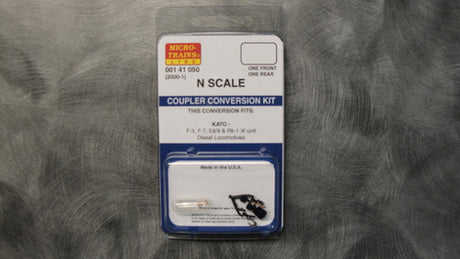 MICRO-
TRAINS®
LINE
001 41 050
(2000-1)
ONE FRONT
ONE REAR
N SCALE
COUPLER CONVERSION KIT
THIS CONVERSION FITS:
KATO -
F-3, F-7, E8/9 & PA-1 'A' unit
Diesel Locomotives
Made in the U.S.A.